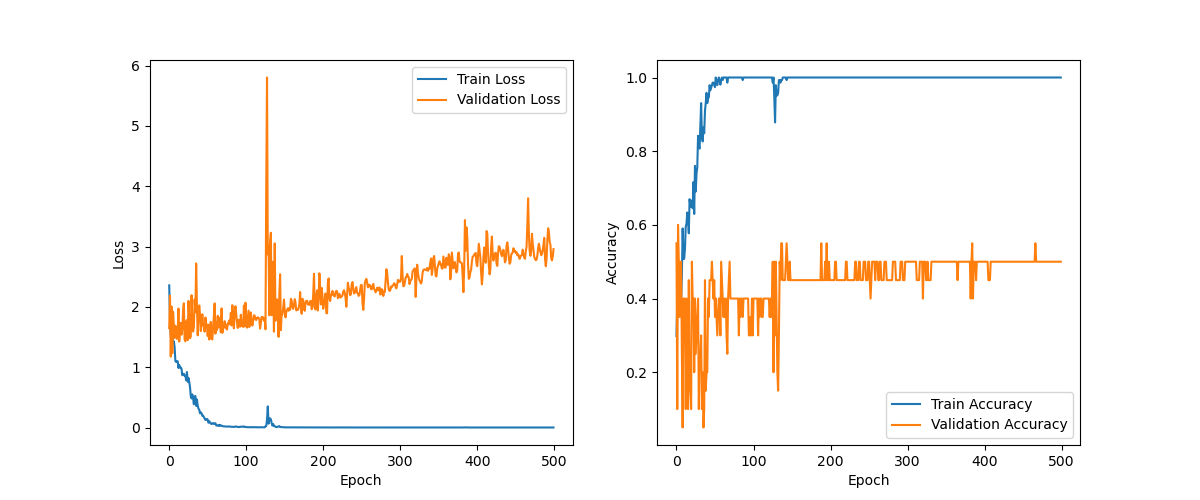 6
5
4
3
2
1
0
Loss
0 100 200 300 400 500
Epoch
Train Loss
Validation Loss
1.0
0.8
0.6
0.4
0.2
Accuracy
0 100 200 300 400 500
Epoch
Train Accuracy
Validation Accuracy